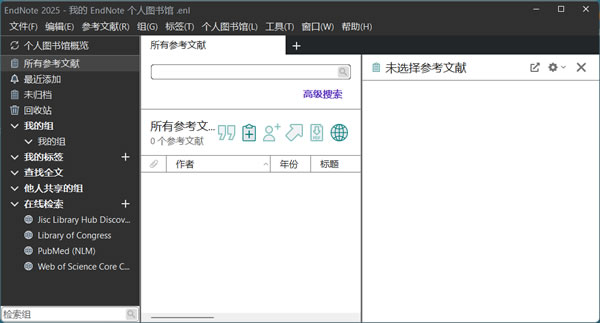 EndNote 2025 - 我的 EndNote 个人图书馆 .enl
文件(F) 编辑(E) 参考文献(R) 组(G) 标签(T) 个人图书馆(L) 工具(T) 窗口(W) 帮助(H)
个人图书馆概览
所有参考文献
最近添加
未归档
回收站
我的组
我的组
我的标签 +
查找全文
他人共享的组
在线检索
Jisc Library Hub Discov...
Library of Congress
PubMed (NLM)
Web of Science Core C...
检索组
所有参考文献 +
高级搜索
所有参考文...
0 个参考文献
作者 年份 标题
未选择参考文献